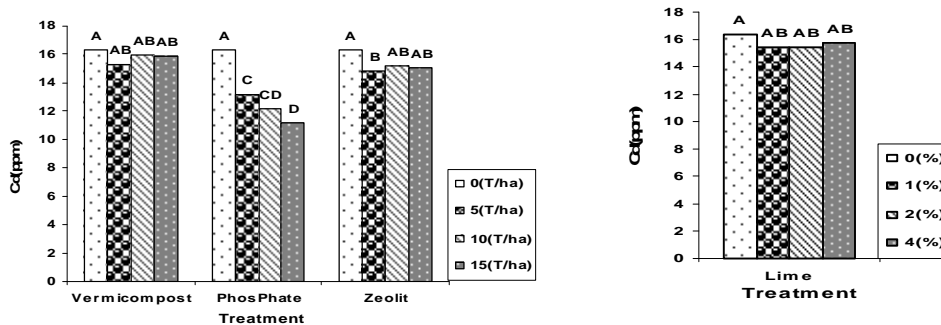 18
16
14
12
10
8
6
4
2
0
Cd(ppm)
A AB AB AB
A C CD D
A B AB AB
Vermicompost PhosPhate Zeolit
Treatment
0(T/ha)
5(T/ha)
10(T/ha)
15(T/ha)
18
16
14
12
10
8
6
4
2
0
Cd(ppm)
A AB AB AB
Lime
Treatment
0(%)
1(%)
2(%)
4(%)